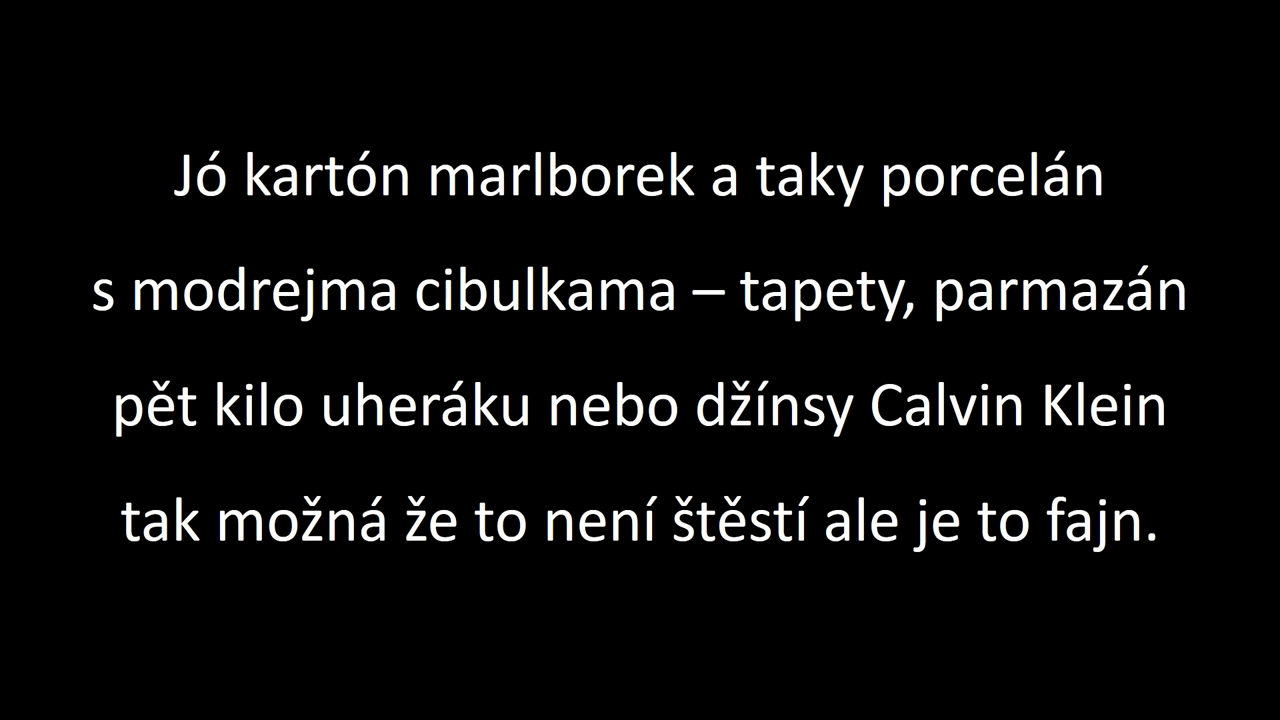 Jó kartón marlborek a taky porcelán
s modrejma cibulkama – tapety, parmazán
pět kilo uheráku nebo džínsy Calvin Klein
tak možná že to není štěstí ale je to fajn.